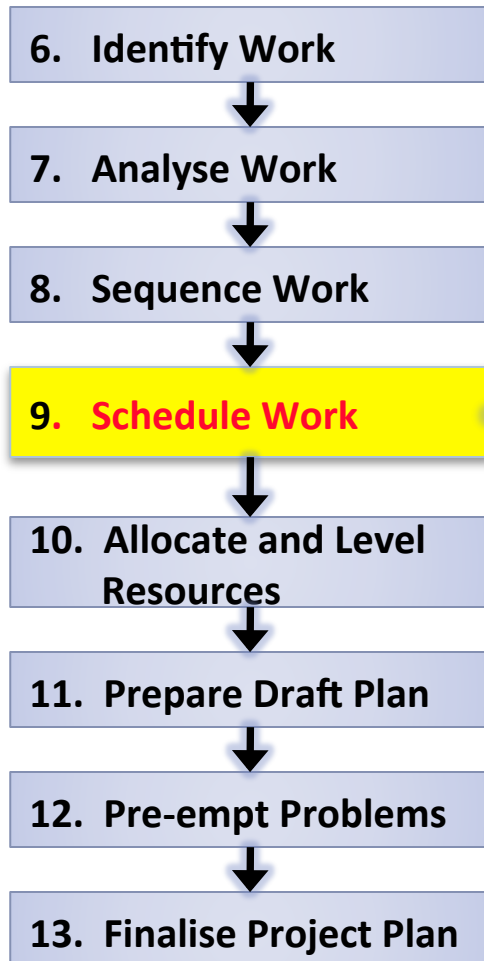 6. Identify Work
7. Analyse Work
8. Sequence Work
9. Schedule Work
10. Allocate and Level
Resources
11. Prepare Draft Plan
12. Pre-empt Problems
13. Finalise Project Plan